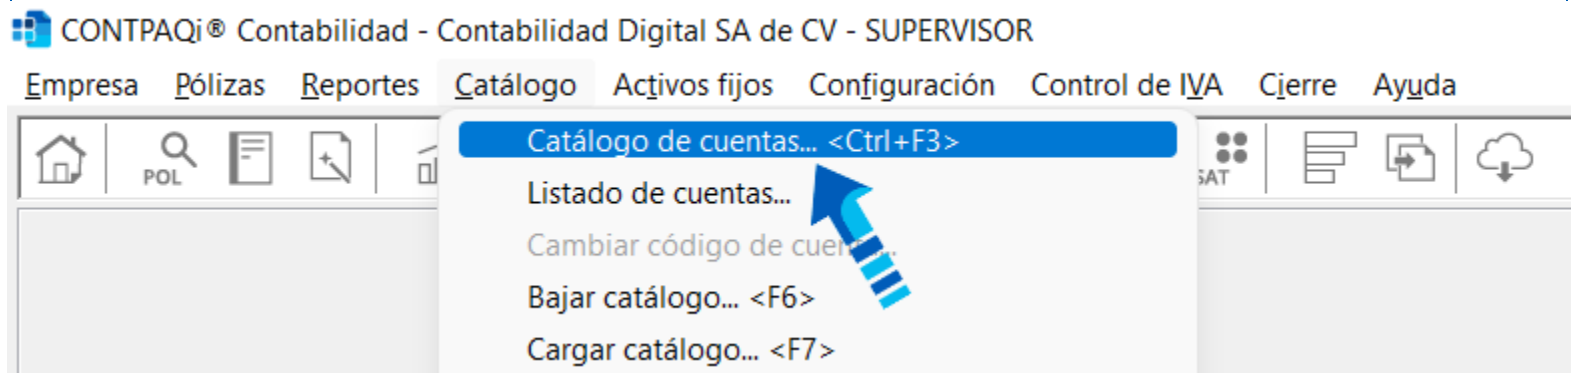 CONTPAQi® Contabilidad - Contabilidad Digital SA de CV - SUPERVISOR
Empresa Pólizas Reportes Catálogo Activos fijos Configuración Control de IVA Cierre Ayuda
POL
SAT
Catálogo de cuentas... <Ctrl+F3>
Listado de cuentas...
Cambiar código de cuenta...
Bajar catálogo... <F6>
Cargar catálogo... <F7>